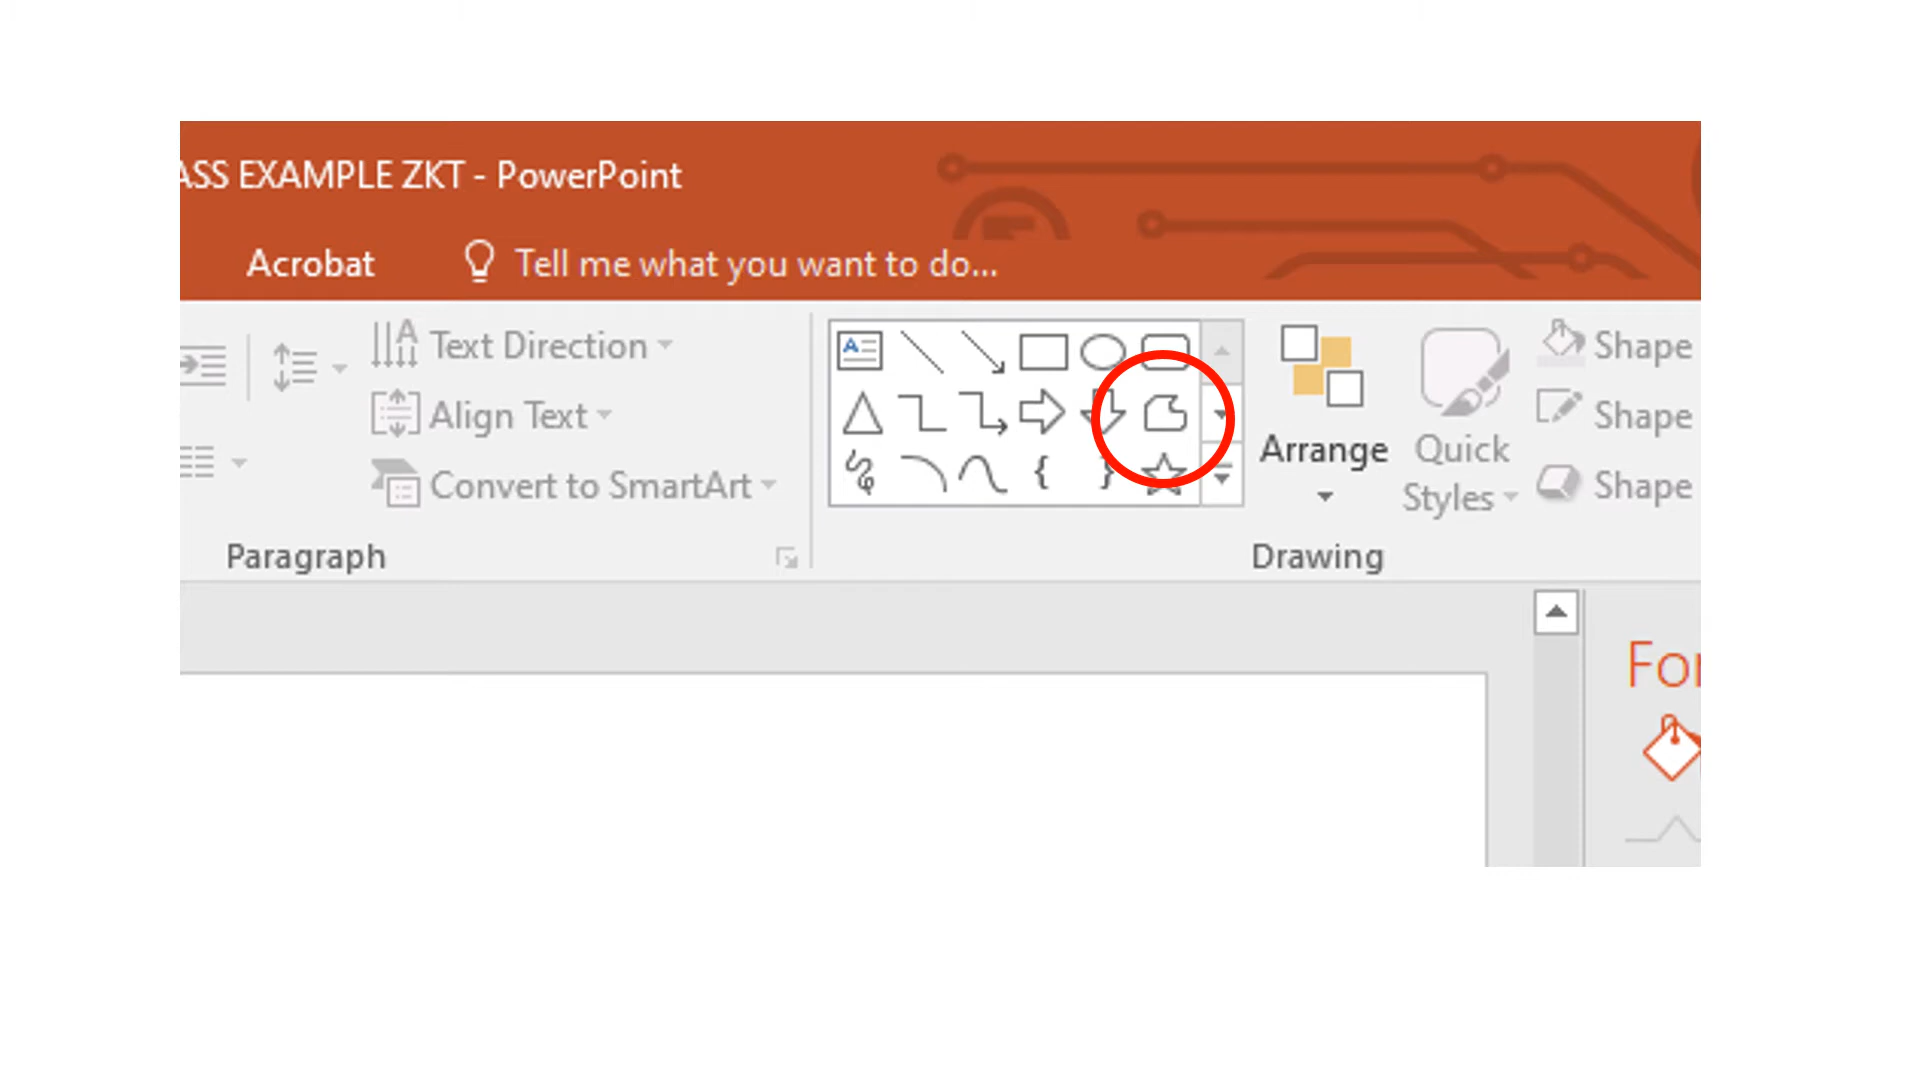 ASS EXAMPLE ZKT - PowerPoint
Acrobat Tell me what you want to do...
Text Direction
Align Text
Convert to SmartArt
Paragraph
Arrange
Quick
Styles
Shape
Shape
Shape
Drawing
For